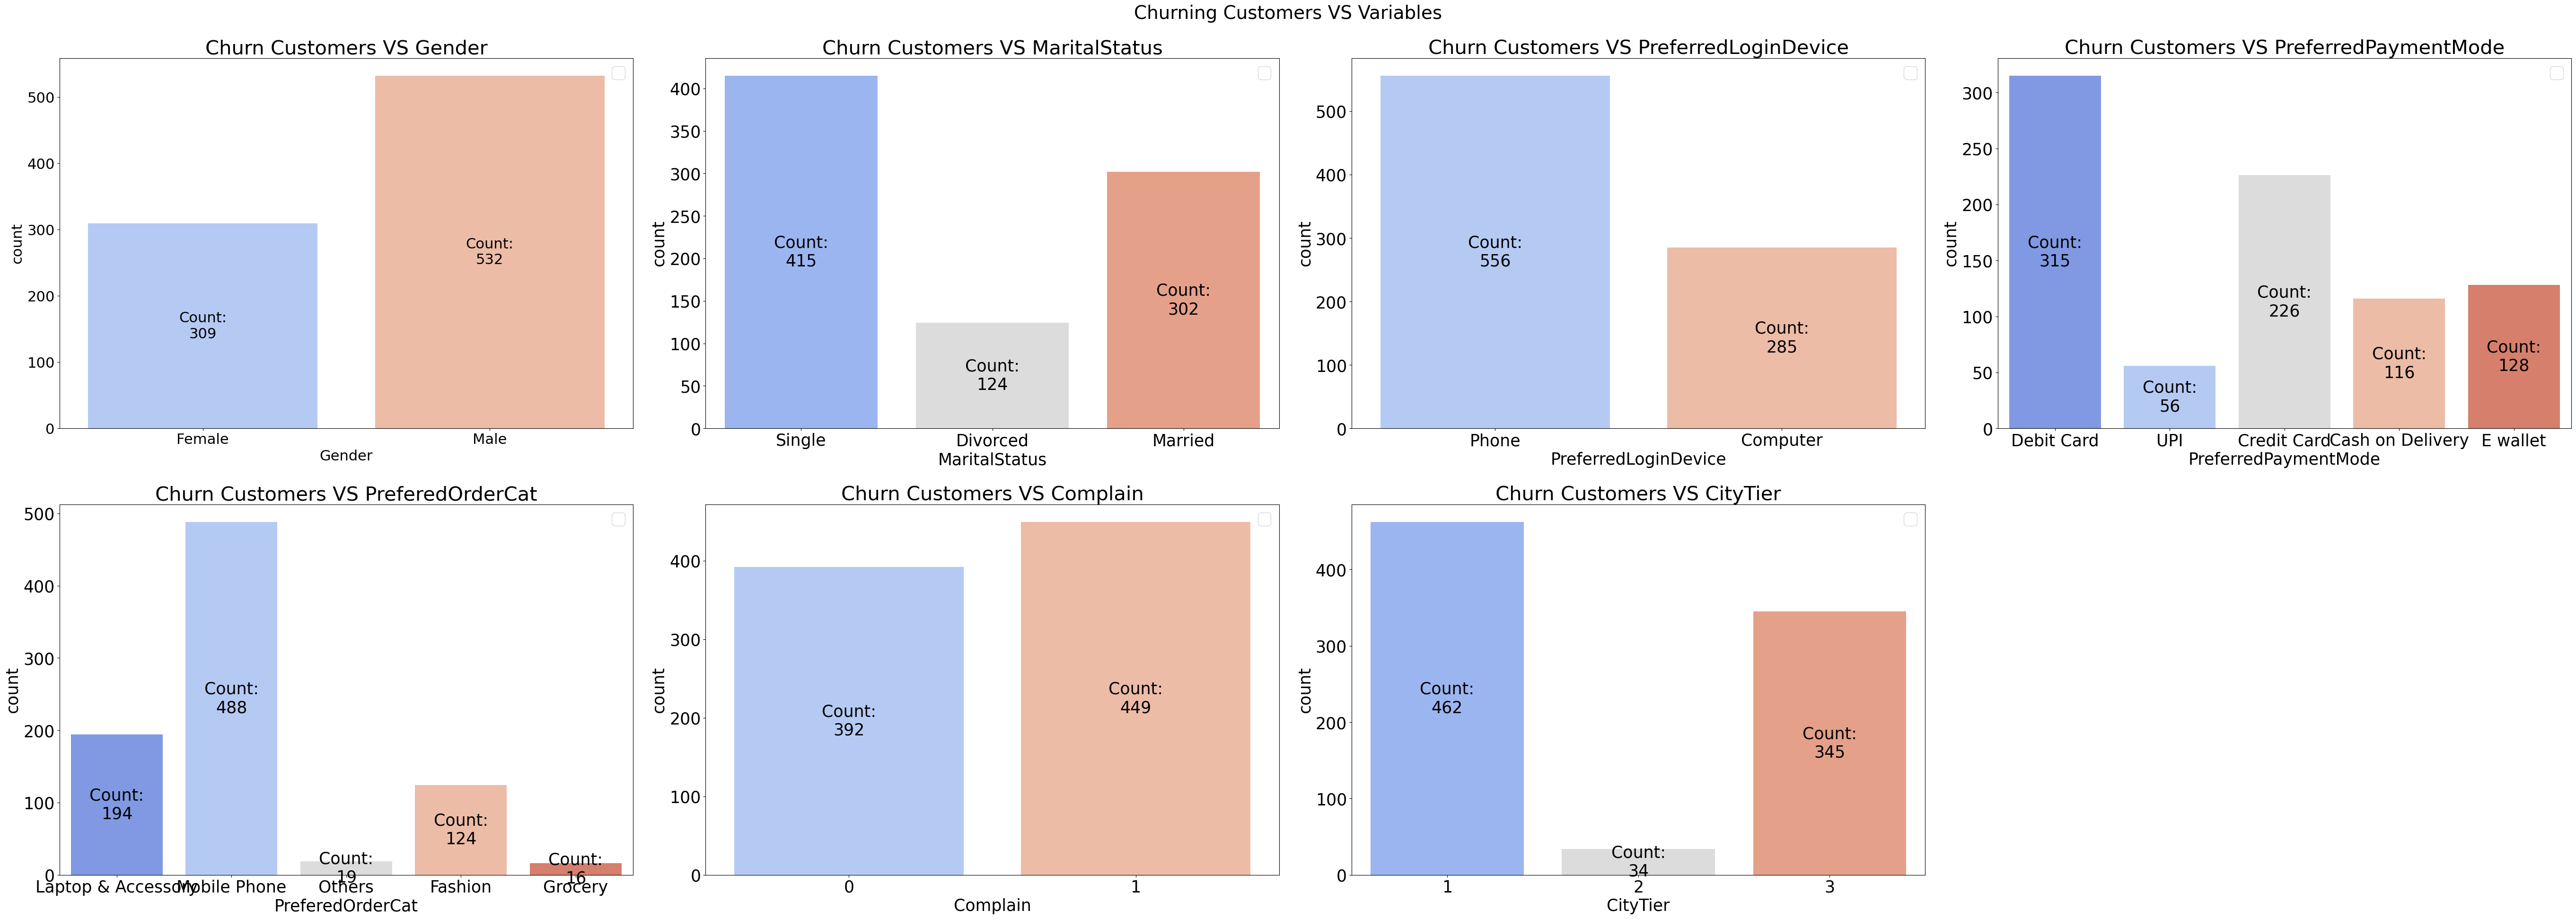 Churning Customers VS Variables
Churn Customers VS Gender
500
400
300
200
100
0
count
Count:
309
Count:
532
Female
Male
Gender
Churn Customers VS MaritalStatus
400
350
300
250
200
150
100
50
0
count
Count:
415
Count:
124
Count:
302
Single
Divorced
Married
MaritalStatus
Churn Customers VS PreferredLoginDevice
500
400
300
200
100
0
count
Count:
556
Count:
285
Phone
Computer
PreferredLoginDevice
Churn Customers VS PreferredPaymentMode
300
250
200
150
100
50
0
count
Count:
315
Count:
56
Count:
226
Count:
116
Count:
128
Debit Card
UPI
Credit Card
Cash on Delivery
E wallet
PreferredPaymentMode
Churn Customers VS PreferedOrderCat
500
400
300
200
100
0
count
Count:
194
Count:
488
Count:
19
Count:
124
Count:
16
Laptop & Accessory
Mobile Phone
Others
Fashion
Grocery
PreferedOrderCat
Churn Customers VS Complain
400
300
200
100
0
count
Count:
392
Count:
449
0
1
Complain
Churn Customers VS CityTier
400
300
200
100
0
count
Count:
462
Count:
34
Count:
345
1
2
3
CityTier